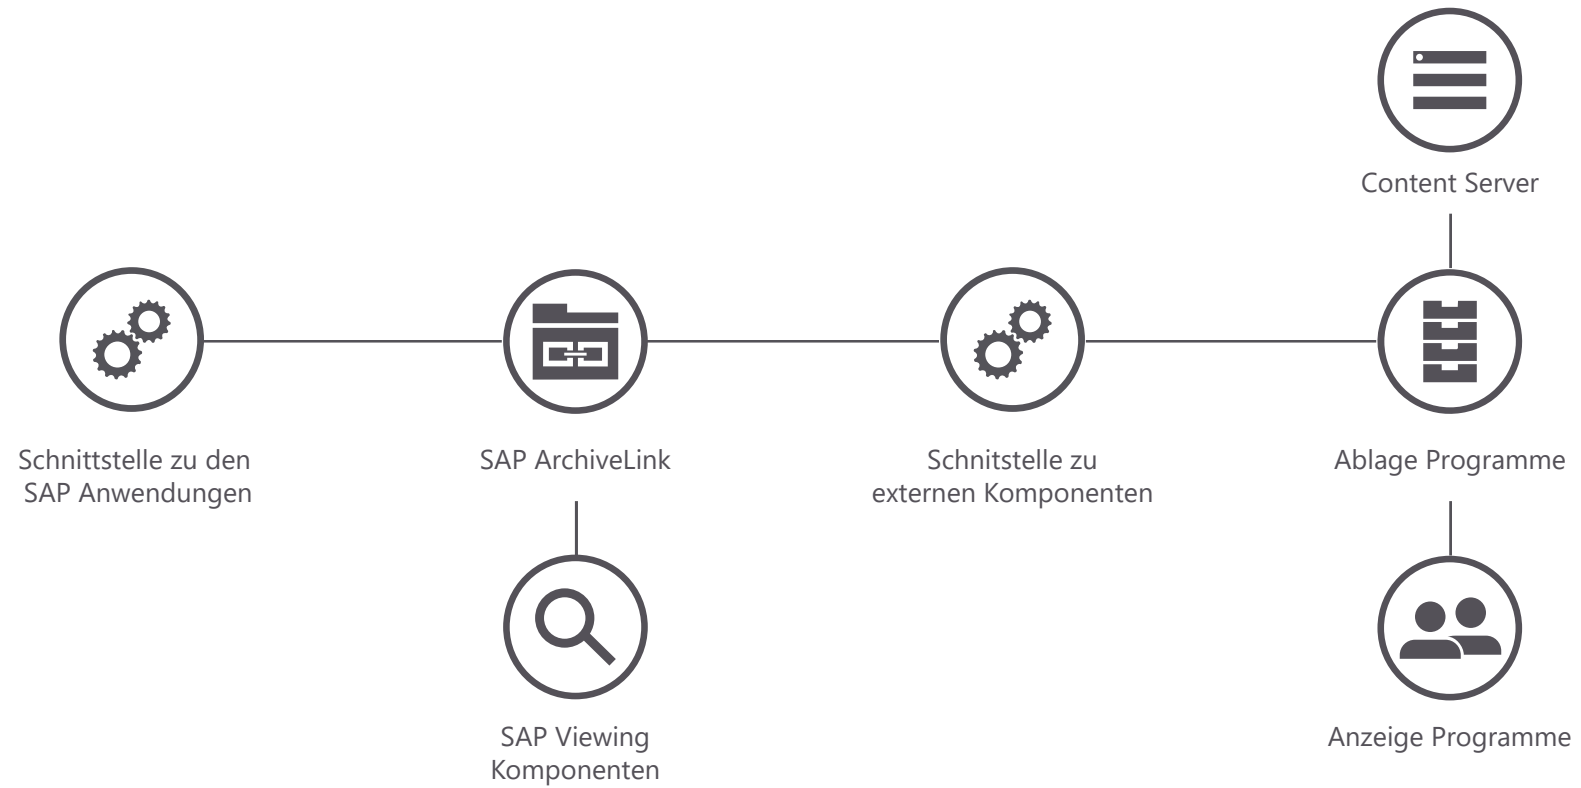 Content Server
Schnittstelle zu den
SAP Anwendungen
SAP ArchiveLink
Schnitstelle zu
externen Komponenten
Ablage Programme
SAP Viewing
Komponenten
Anzeige Programme